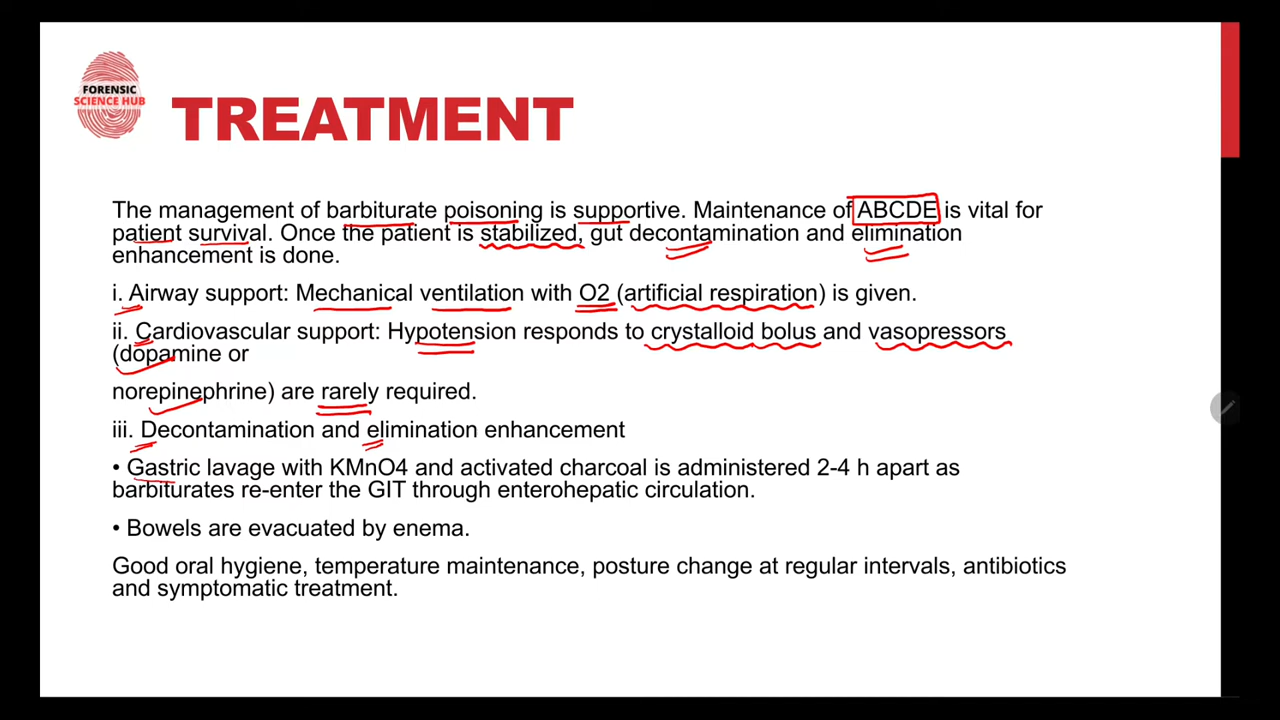 FORENSIC
SCIENCE HUB
TREATMENT
The management of barbiturate poisoning is supportive. Maintenance of ABCDE is vital for
patient survival. Once the patient is stabilized, gut decontamination and elimination
enhancement is done.
i. Airway support: Mechanical ventilation with O2 (artificial respiration) is given.
ii. Cardiovascular support: Hypotension responds to crystalloid bolus and vasopressors
(dopamine or
norepinephrine) are rarely required.
iii. Decontamination and elimination enhancement
• Gastric lavage with KMnO4 and activated charcoal is administered 2-4 h apart as
barbiturates re-enter the GIT through enterohepatic circulation.
• Bowels are evacuated by enema.
Good oral hygiene, temperature maintenance, posture change at regular intervals, antibiotics
and symptomatic treatment.